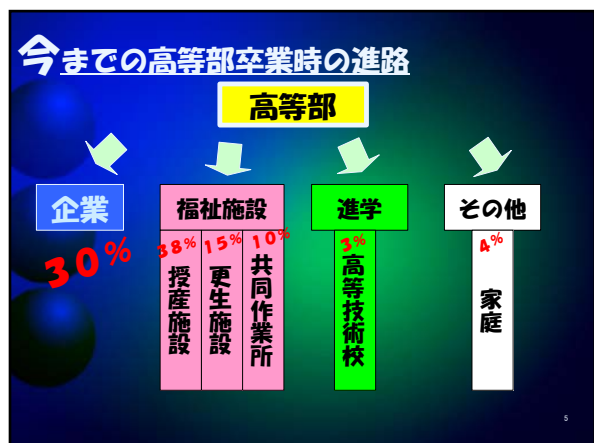 今までの高等部卒業時の進路
高等部
企業
30%
福祉施設
38%
授産施設
15%
更生施設
10%
共同作業所
進学
3%
高等技術校
その他
4%
家庭
5